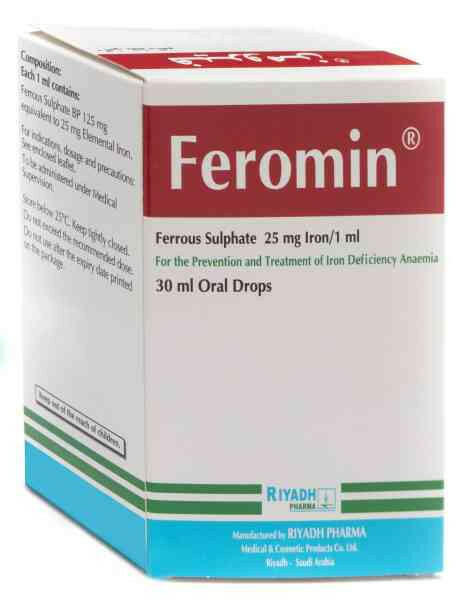 فيرومين®
Composition:
Each 1 ml contains:
Ferrous Sulphate BP 125 mg
equivalent to 25 mg Elemental Iron.
For indications, dosage and precautions:
See enclosed leaflet.
To be administered under Medical
Supervision.
Store below 25°C. Keep tightly closed.
Do not exceed the recommended dose.
Do not use after the expiry date printed
on the package.
Keep out of the reach of children.
Feromin®
Ferrous Sulphate 25 mg Iron/1 ml
For the Prevention and Treatment of Iron Deficiency Anaemia
30 ml Oral Drops
RIYADH
PHARMA
Manufactured by RIYADH PHARMA
Medical & Cosmetic Products Co. Ltd.
Riyadh - Saudi Arabia